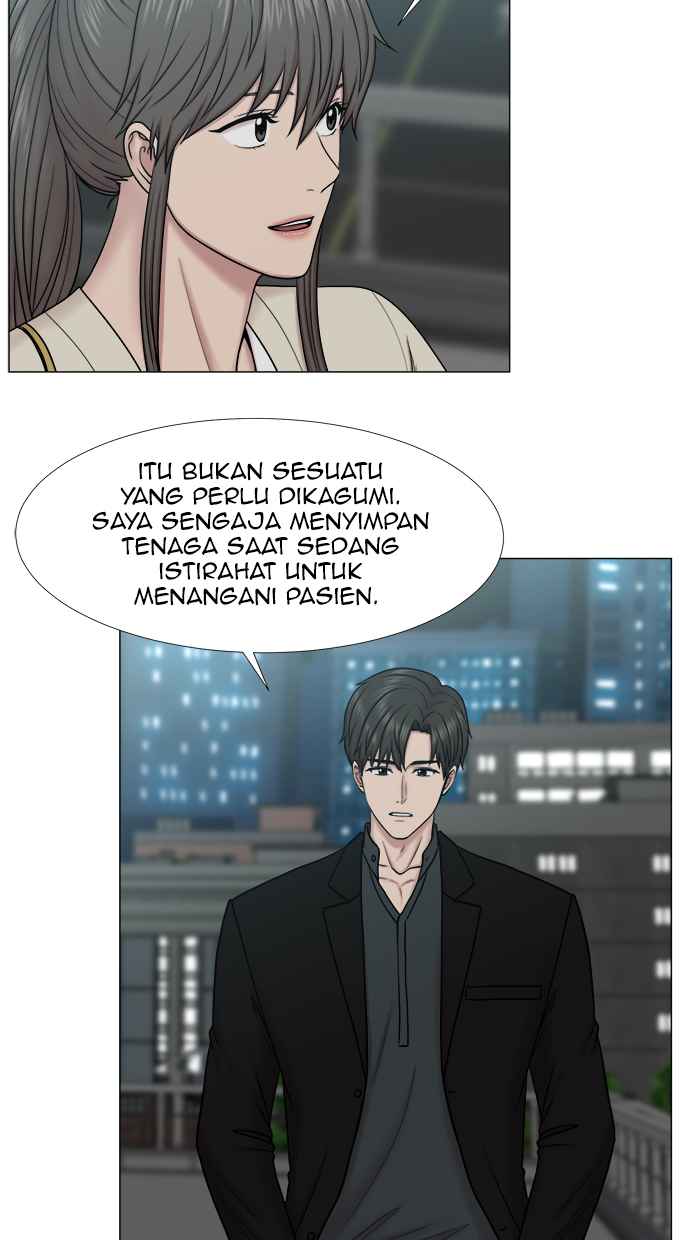 ITU BUKAN SESUATU
YANG PERLU DIKAGUMI.
SAYA SENGAJA MENYIMPAN
TENAGA SAAT SEDANG
ISTIRAHAT UNTUK
MENANGANI PASIEN.